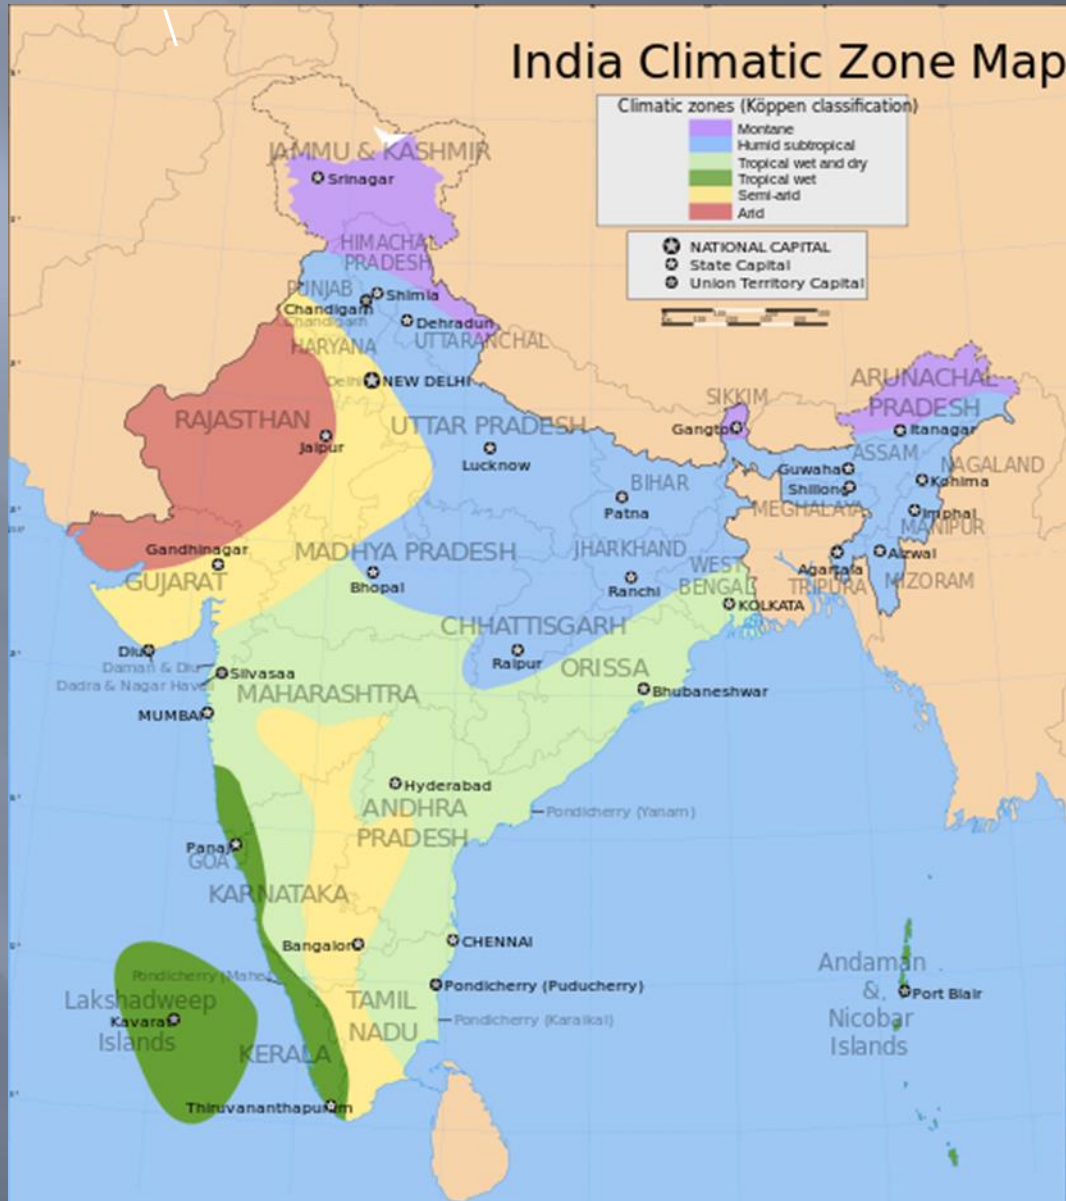 India Climatic Zone Map
Climatic zones (Köppen classification)
Montane
Humid subtropical
Tropical wet and dry
Tropical wet
Semi-arid
Arid
NATIONAL CAPITAL
State Capital
Union Territory Capital
JAMMU & KASHMIR
Srinagar
HIMACHAL
PRADESH
PUNJAB
Shimla
Chandigarh
Chandigarh
Dehradun
HARYANA
UTTARANCHAL
Delhi
NEW DELHI
RAJASTHAN
Jaipur
UTTAR PRADESH
Lucknow
SIKKIM
Gangtok
ARUNACHAL
PRADESH
Itanagar
ASSAM
Guwahati
NAGALAND
Shillong
Kohima
MEGHALAYA
Imphal
MANIPUR
BIHAR
Patna
Gandhinagar
GUJARAT
MADHYA PRADESH
Bhopal
JHARKHAND
Ranchi
WEST
BENGAL
KOLKATA
Agartala
TRIPURA
Aizwal
MIZORAM
CHHATTISGARH
Raipur
ORISSA
Bhubaneshwar
Diu
Daman & Diu
Dadra & Nagar Haveli
Silvasaa
MAHARASHTRA
MUMBAI
Hyderabad
ANDHRA
PRADESH
Pondicherry (Yanam)
Panaji
GOA
KARNATAKA
Bangalore
CHENNAI
Pondicherry (Mahe)
Pondicherry (Puducherry)
Lakshadweep
Islands
Kavarati
TAMIL
NADU
Pondicherry (Karaikal)
KERALA
Thiruvananthapuram
Andaman
&
Nicobar
Islands
Port Blair